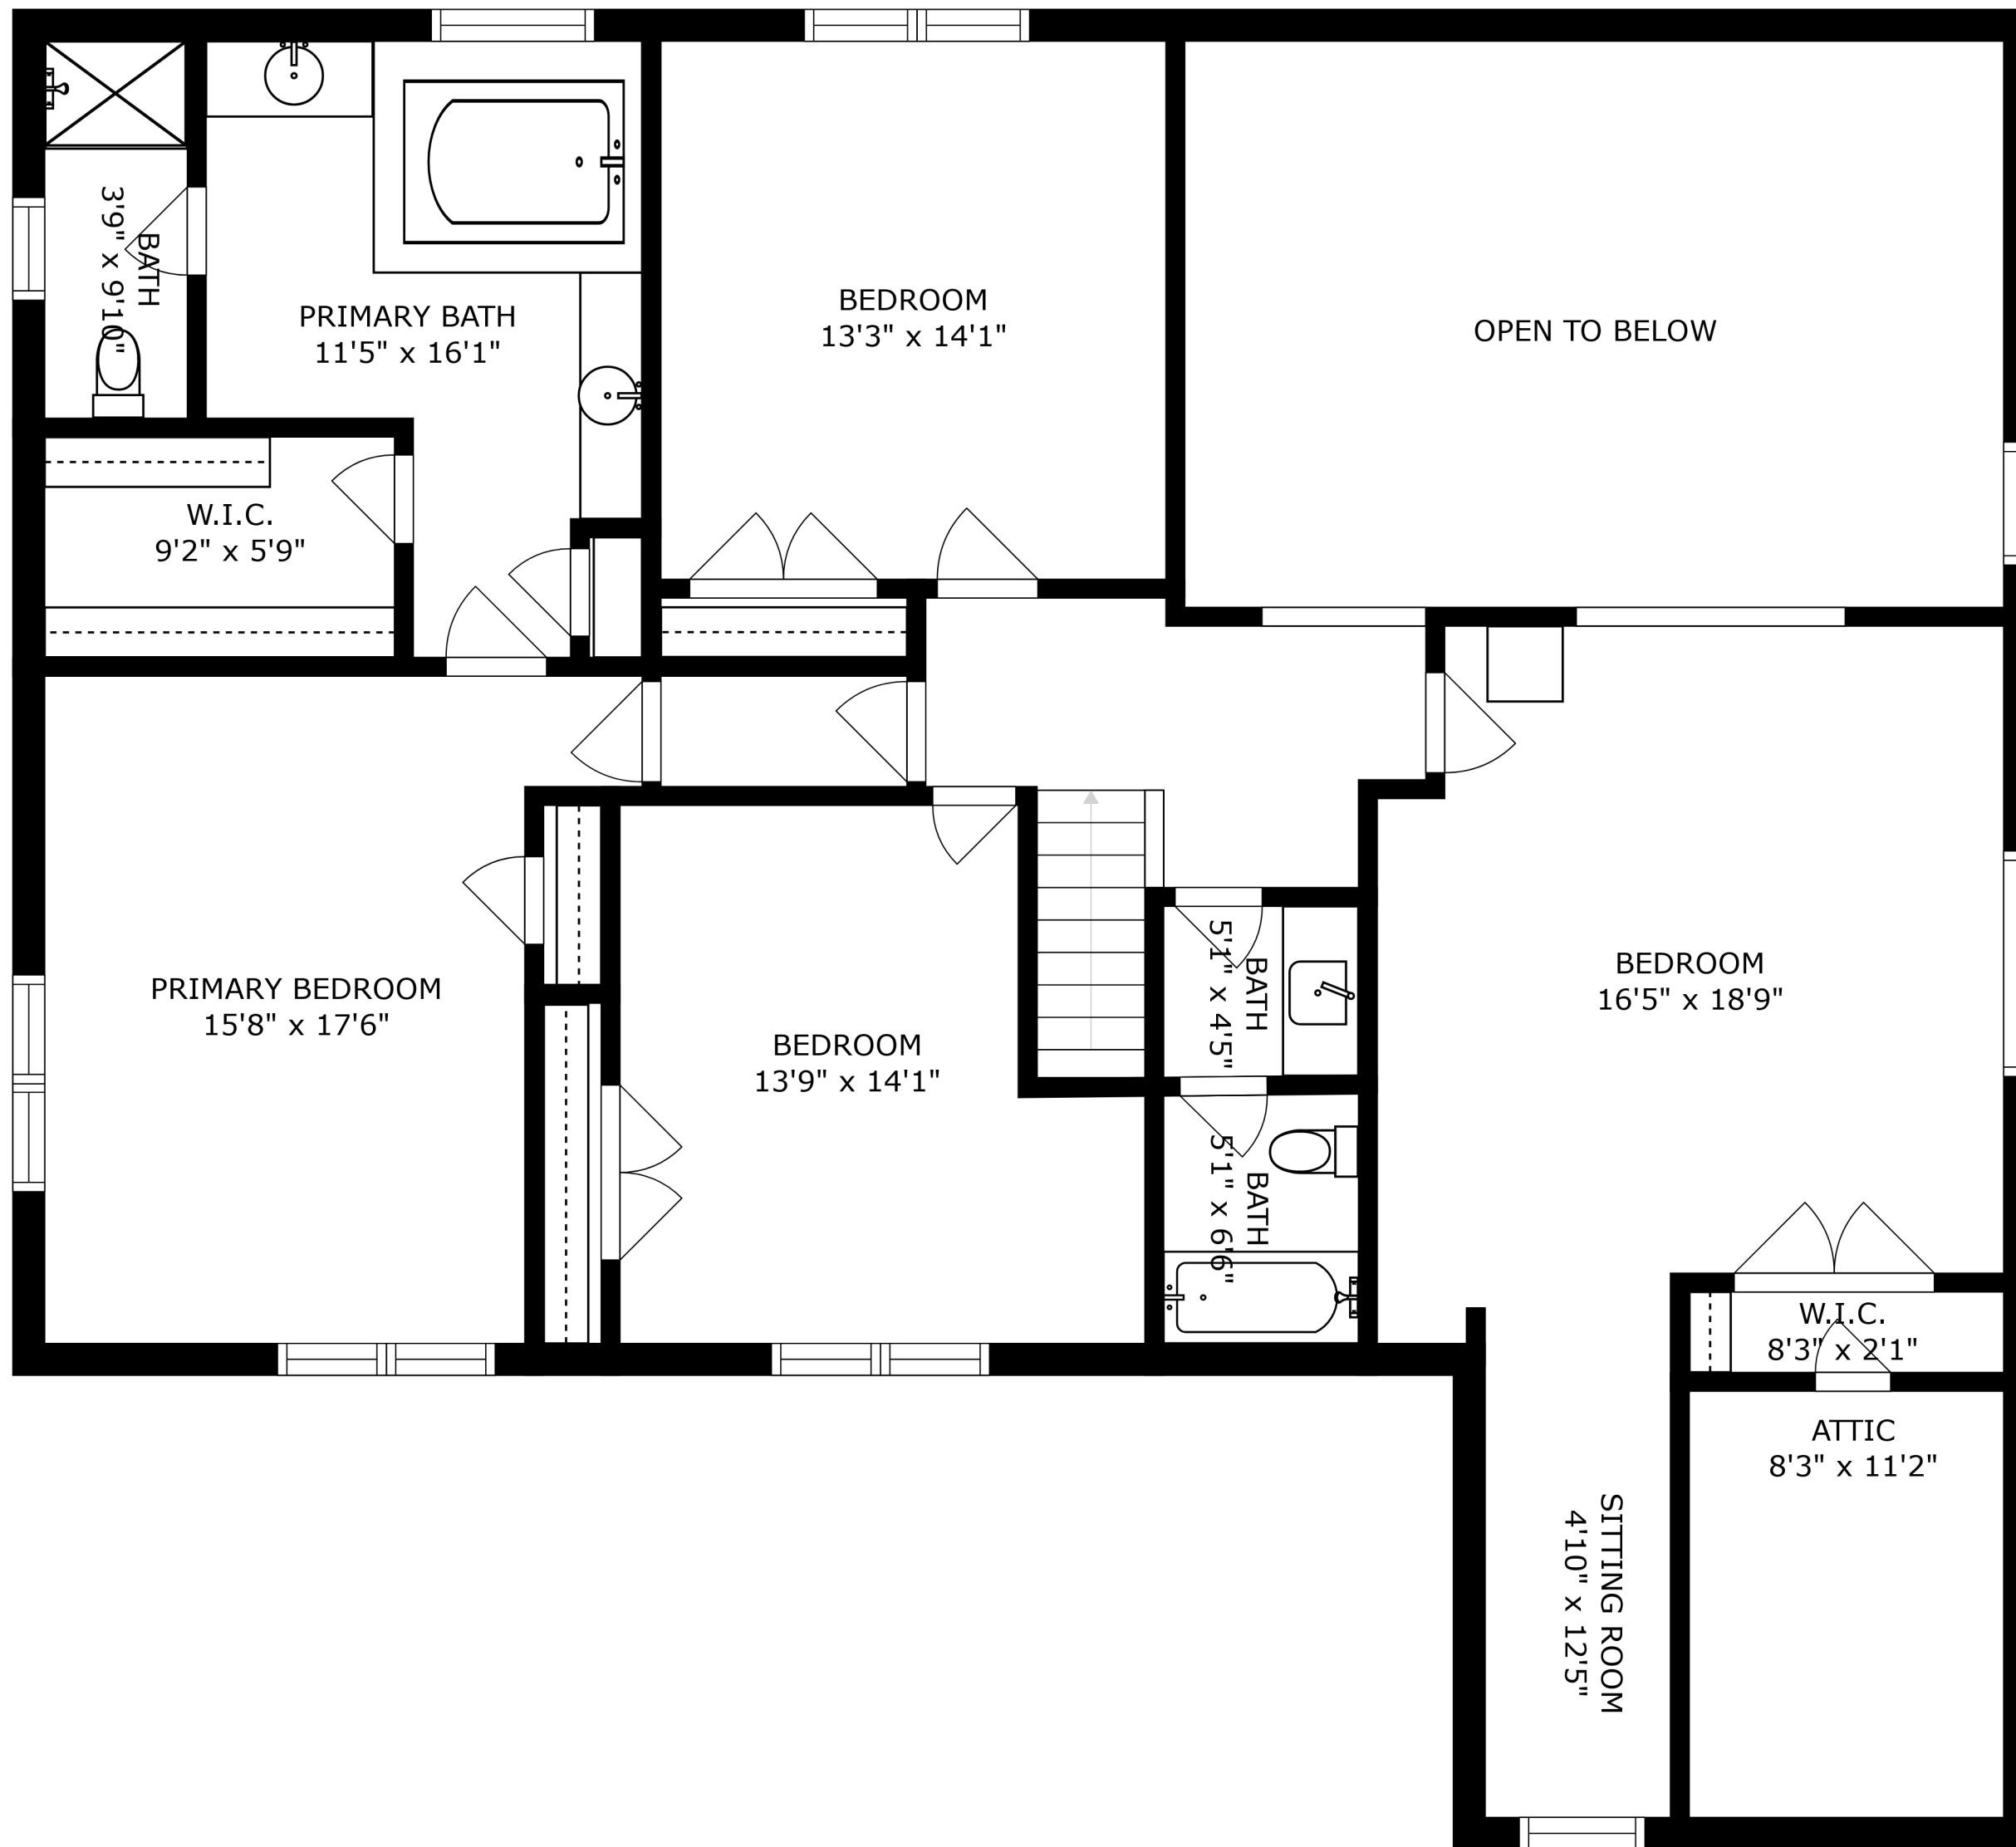 BATH
3'9" x 9'10"
PRIMARY BATH
11'5" x 16'1"
BEDROOM
13'3" x 14'1"
OPEN TO BELOW
W.I.C.
9'2" x 5'9"
PRIMARY BEDROOM
15'8" x 17'6"
BEDROOM
13'9" x 14'1"
BATH
5'1" x 4'5"
BEDROOM
16'5" x 18'9"
BATH
5'1" x 6'6"
W.I.C.
8'3" x 2'1"
ATTIC
8'3" x 11'2"
SITTING ROOM
4'10" x 12'5"